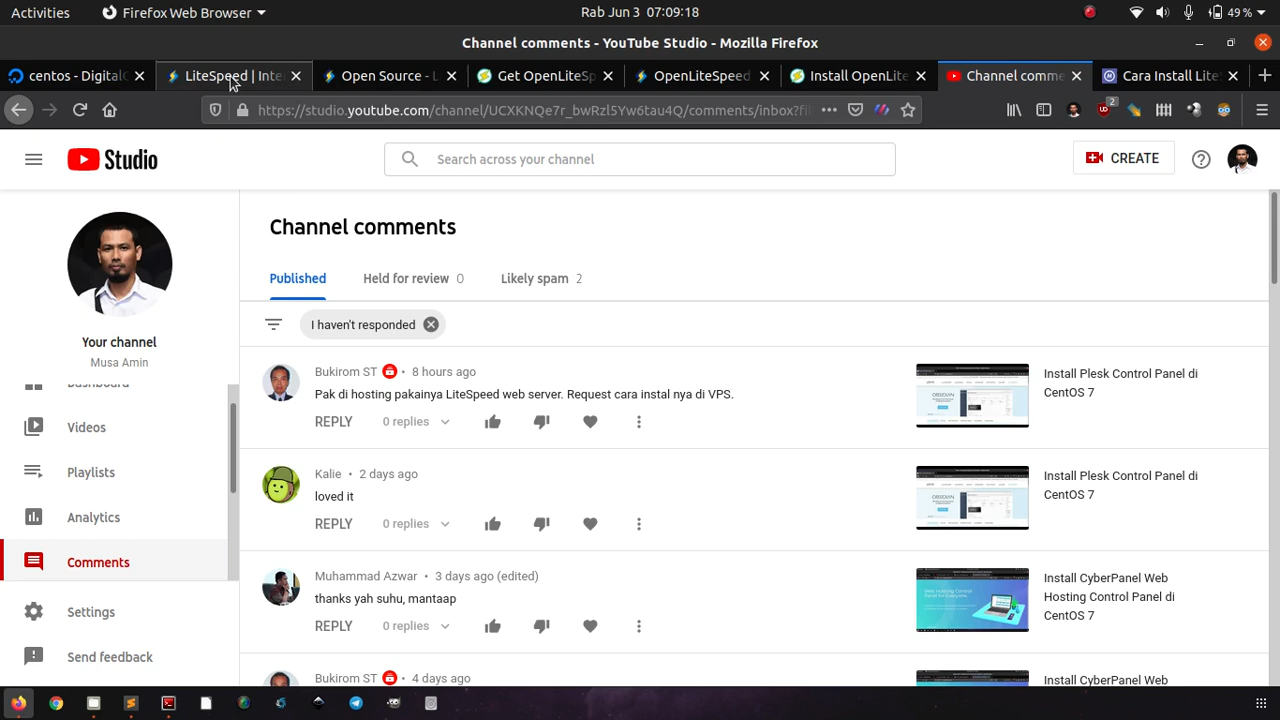 Activities
Firefox Web Browser
Rab Jun 3 07:09:18
49 %
Channel comments - YouTube Studio - Mozilla Firefox
centos - Digital
LiteSpeed | Inte
Open Source - L
Get OpenLiteSp
OpenLiteSpeed
Install OpenLite
Channel comme
Cara Install Lite
https://studio.youtube.com/channel/UCXKNQe7r_bwRzl5Yw6tau4Q/comments/inbox?fil
2
Studio
Search across your channel
CREATE
Your channel
Musa Amin
Dashboard
Videos
Playlists
Analytics
Comments
Settings
Send feedback
Channel comments
Published
Held for review 0
Likely spam 2
I haven't responded
Bukirom ST • 8 hours ago
Pak di hosting pakainya LiteSpeed web server. Request cara instal nya di VPS.
REPLY 0 replies
Install Plesk Control Panel di
CentOS 7
Kalie • 2 days ago
loved it
REPLY 0 replies
Install Plesk Control Panel di
CentOS 7
Muhammad Azwar • 3 days ago (edited)
thanks yah suhu, mantaap
REPLY 0 replies
Install CyberPanel Web
Hosting Control Panel di
CentOS 7
Bukirom ST • 4 days ago
Install CyberPanel Web